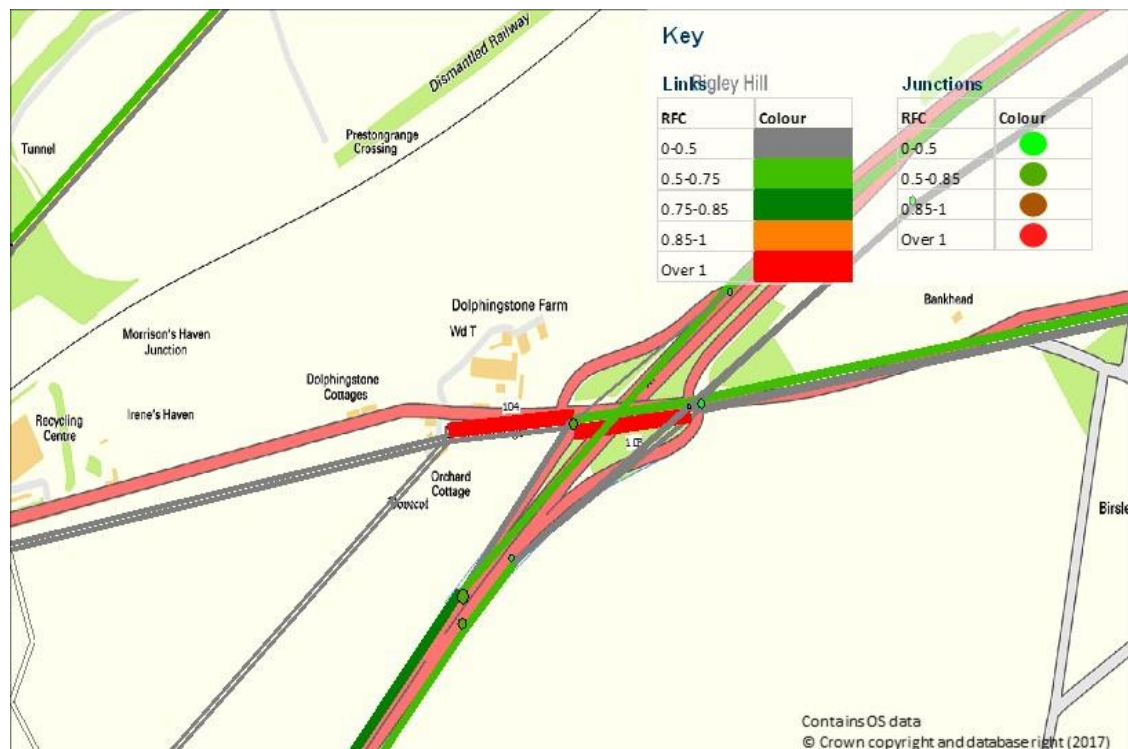 Key
Links
Rigley Hill
RFC
Colour
0-0.5
0.5-0.75
0.75-0.85
0.85-1
Over 1
Junctions
RFC
Colour
0-0.5
0.5-0.85
0.85-1
Over 1
Dismantled Railway
Tunnel
Prestongrange
Crossing
Bankhead
Dolphingstone Farm
Wd T
Morrison's Haven
Junction
Dolphingstone
Cottages
104
Irene's Haven
Recycling
Centre
Orchard
Cottage
Birsle
Contains OS data
© Crown copyright and database right (2017)